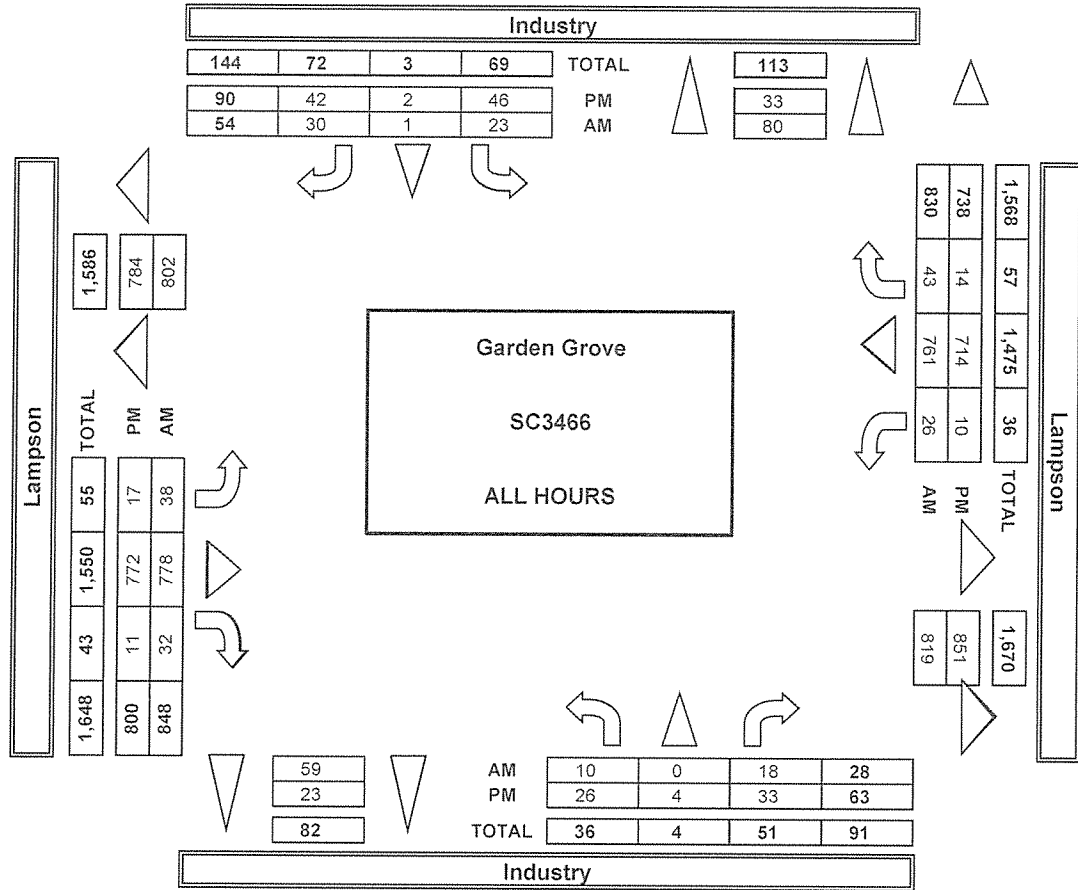 Industry
144 72 3 69 TOTAL 113
90 42 2 46 PM 33
54 30 1 23 AM 80
Lampson
TOTAL PM AM
1,586 784 802
55 17 38
1,550 772 778
43 11 32
1,648 800 848
Garden Grove
SC3466
ALL HOURS
830 738 1,568
43 14 57
761 714 1,475
26 10 36
AM PM TOTAL
819 851 1,670
Lampson
59 AM 10 0 18 28
23 PM 26 4 33 63
82 TOTAL 36 4 51 91
Industry